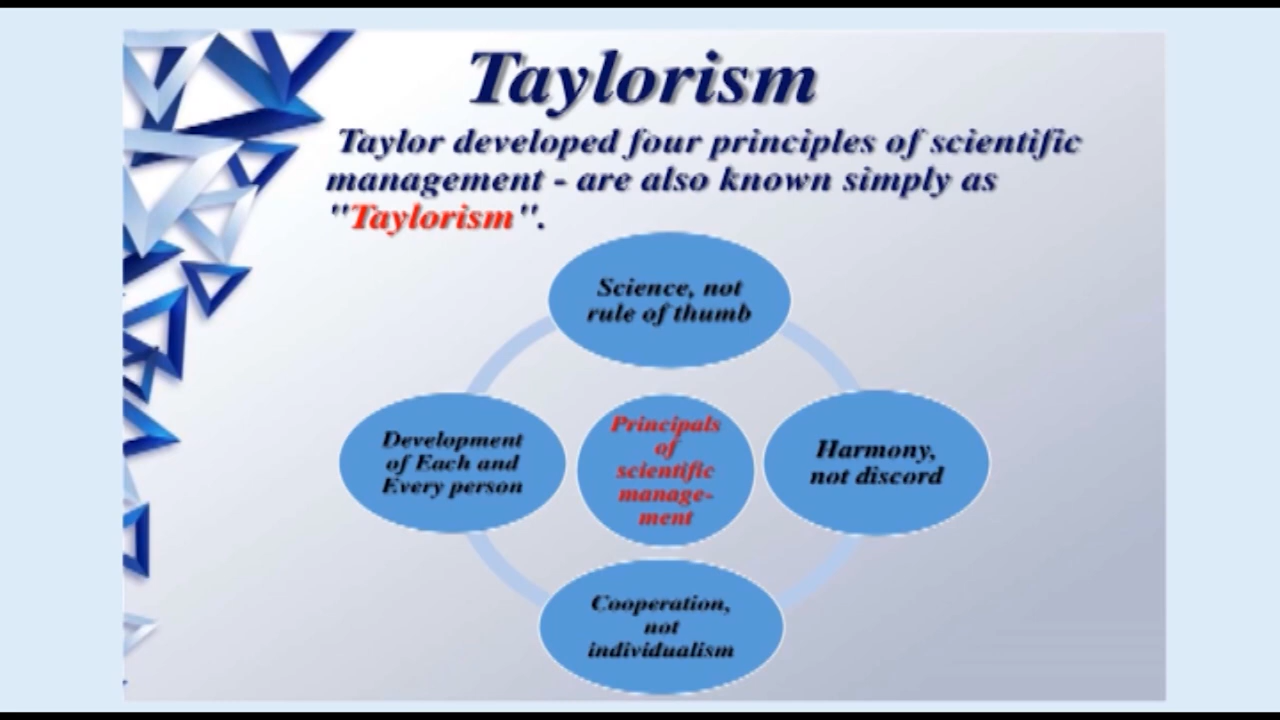 Taylorism
Taylor developed four principles of scientific
management - are also known simply as
"Taylorism".
Science, not
rule of thumb
Development
of Each and
Every person
Principals
of
scientific
manage-
ment
Harmony,
not discord
Cooperation,
not
individualism